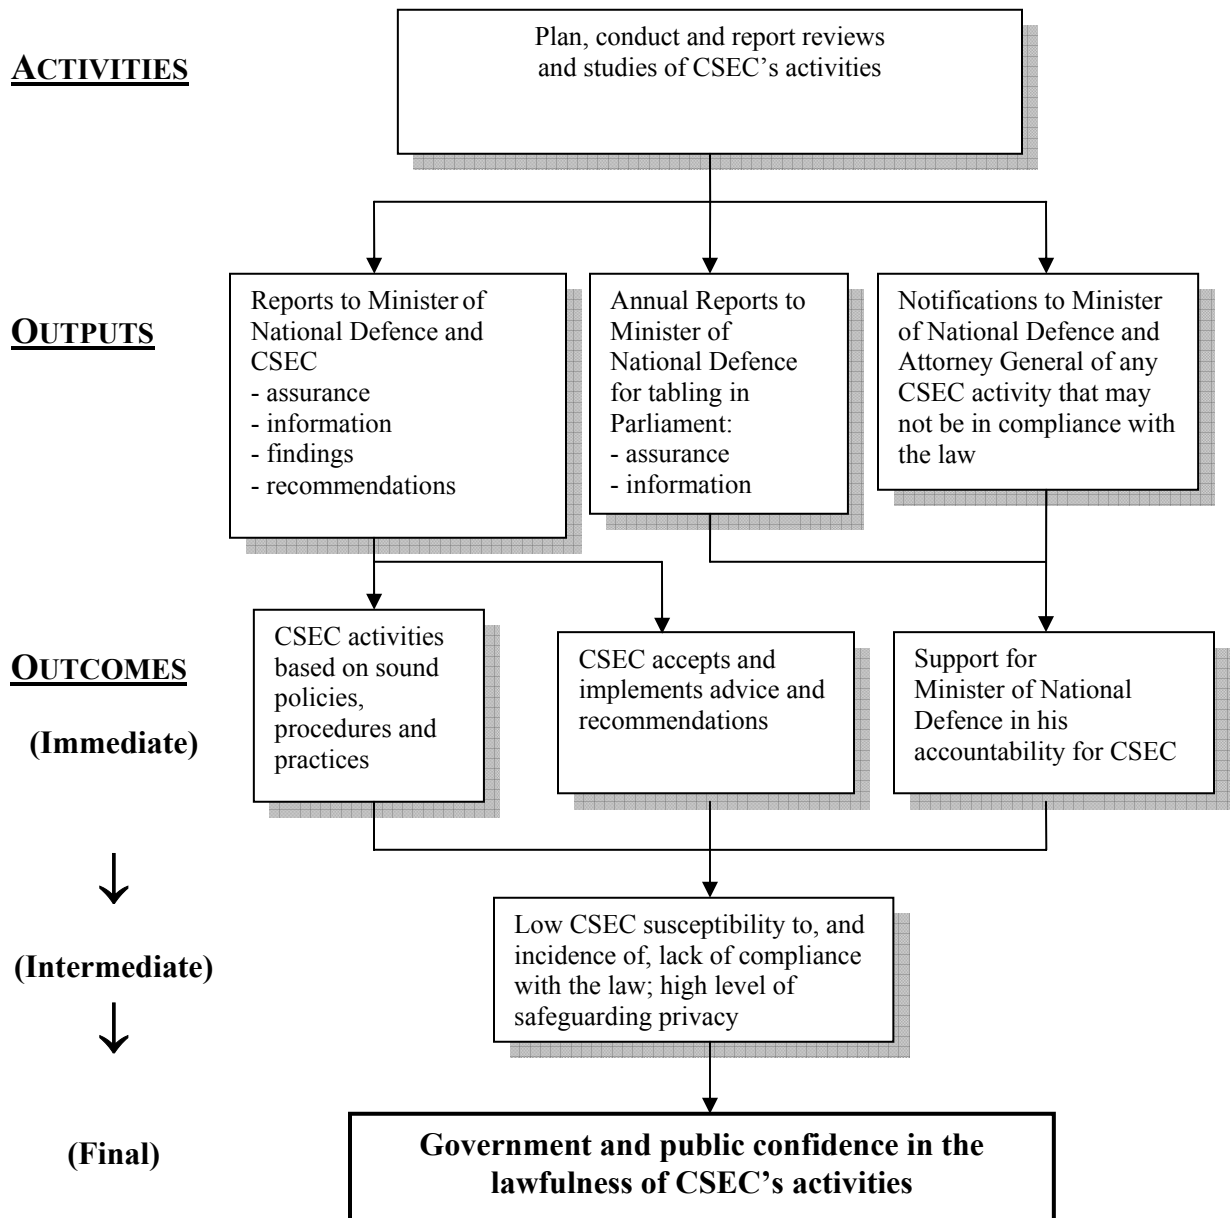 ACTIVITIES
Plan, conduct and report reviews
and studies of CSEC’s activities
OUTPUTS
Reports to Minister of
National Defence and
CSEC
- assurance
- information
- findings
- recommendations
Annual Reports to
Minister of
National Defence
for tabling in
Parliament:
- assurance
- information
Notifications to Minister
of National Defence and
Attorney General of any
CSEC activity that may
not be in compliance with
the law
OUTCOMES
(Immediate)
CSEC activities
based on sound
policies,
procedures and
practices
CSEC accepts and
implements advice and
recommendations
Support for
Minister of National
Defence in his
accountability for CSEC
(Intermediate)
Low CSEC susceptibility to, and
incidence of, lack of compliance
with the law; high level of
safeguarding privacy
(Final)
Government and public confidence in the
lawfulness of CSEC’s activities